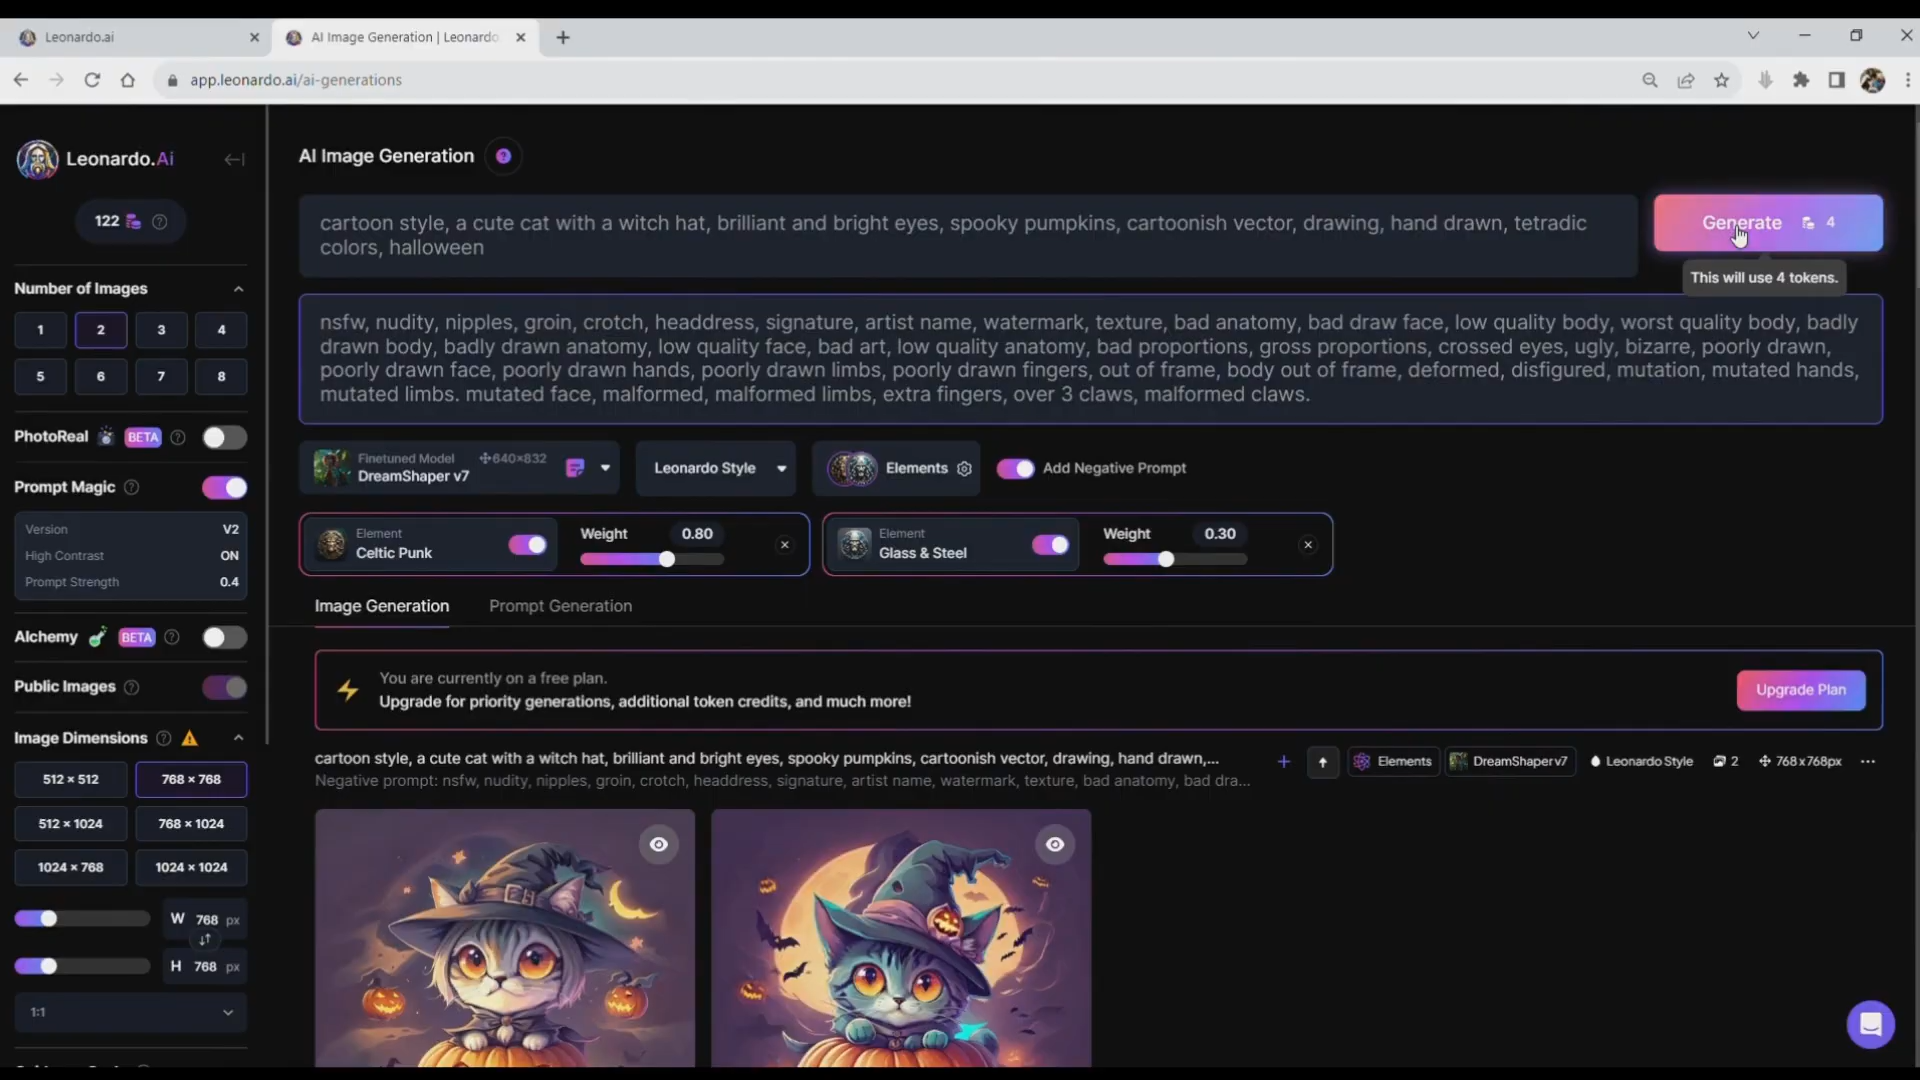 Leonardo.ai
AI Image Generation | Leonardo
app.leonardo.ai/ai-generations
Leonardo.Ai
122
Number of Images
1 2 3 4
5 6 7 8
PhotoReal BETA
Prompt Magic
Version V2
High Contrast ON
Prompt Strength 0.4
Alchemy BETA
Public Images
Image Dimensions
512 × 512 768 × 768
512 × 1024 768 × 1024
1024 × 768 1024 × 1024
W 768 px
H 768 px
1:1
AI Image Generation
cartoon style, a cute cat with a witch hat, brilliant and bright eyes, spooky pumpkins, cartoonish vector, drawing, hand drawn, tetradic
colors, halloween
Generate 4
This will use 4 tokens.
nsfw, nudity, nipples, groin, crotch, headdress, signature, artist name, watermark, texture, bad anatomy, bad draw face, low quality body, worst quality body, badly
drawn body, badly drawn anatomy, low quality face, bad art, low quality anatomy, bad proportions, gross proportions, crossed eyes, ugly, bizarre, poorly drawn,
poorly drawn face, poorly drawn hands, poorly drawn limbs, poorly drawn fingers, out of frame, body out of frame, deformed, disfigured, mutation, mutated hands,
mutated limbs. mutated face, malformed, malformed limbs, extra fingers, over 3 claws, malformed claws.
Finetuned Model 640×832
DreamShaper v7
Leonardo Style
Elements
Add Negative Prompt
Element
Celtic Punk
Weight 0.80
Element
Glass & Steel
Weight 0.30
Image Generation
Prompt Generation
You are currently on a free plan.
Upgrade for priority generations, additional token credits, and much more!
Upgrade Plan
cartoon style, a cute cat with a witch hat, brilliant and bright eyes, spooky pumpkins, cartoonish vector, drawing, hand drawn,...
Negative prompt: nsfw, nudity, nipples, groin, crotch, headdress, signature, artist name, watermark, texture, bad anatomy, bad dra...
Elements
DreamShaper v7
Leonardo Style
2
768x768px